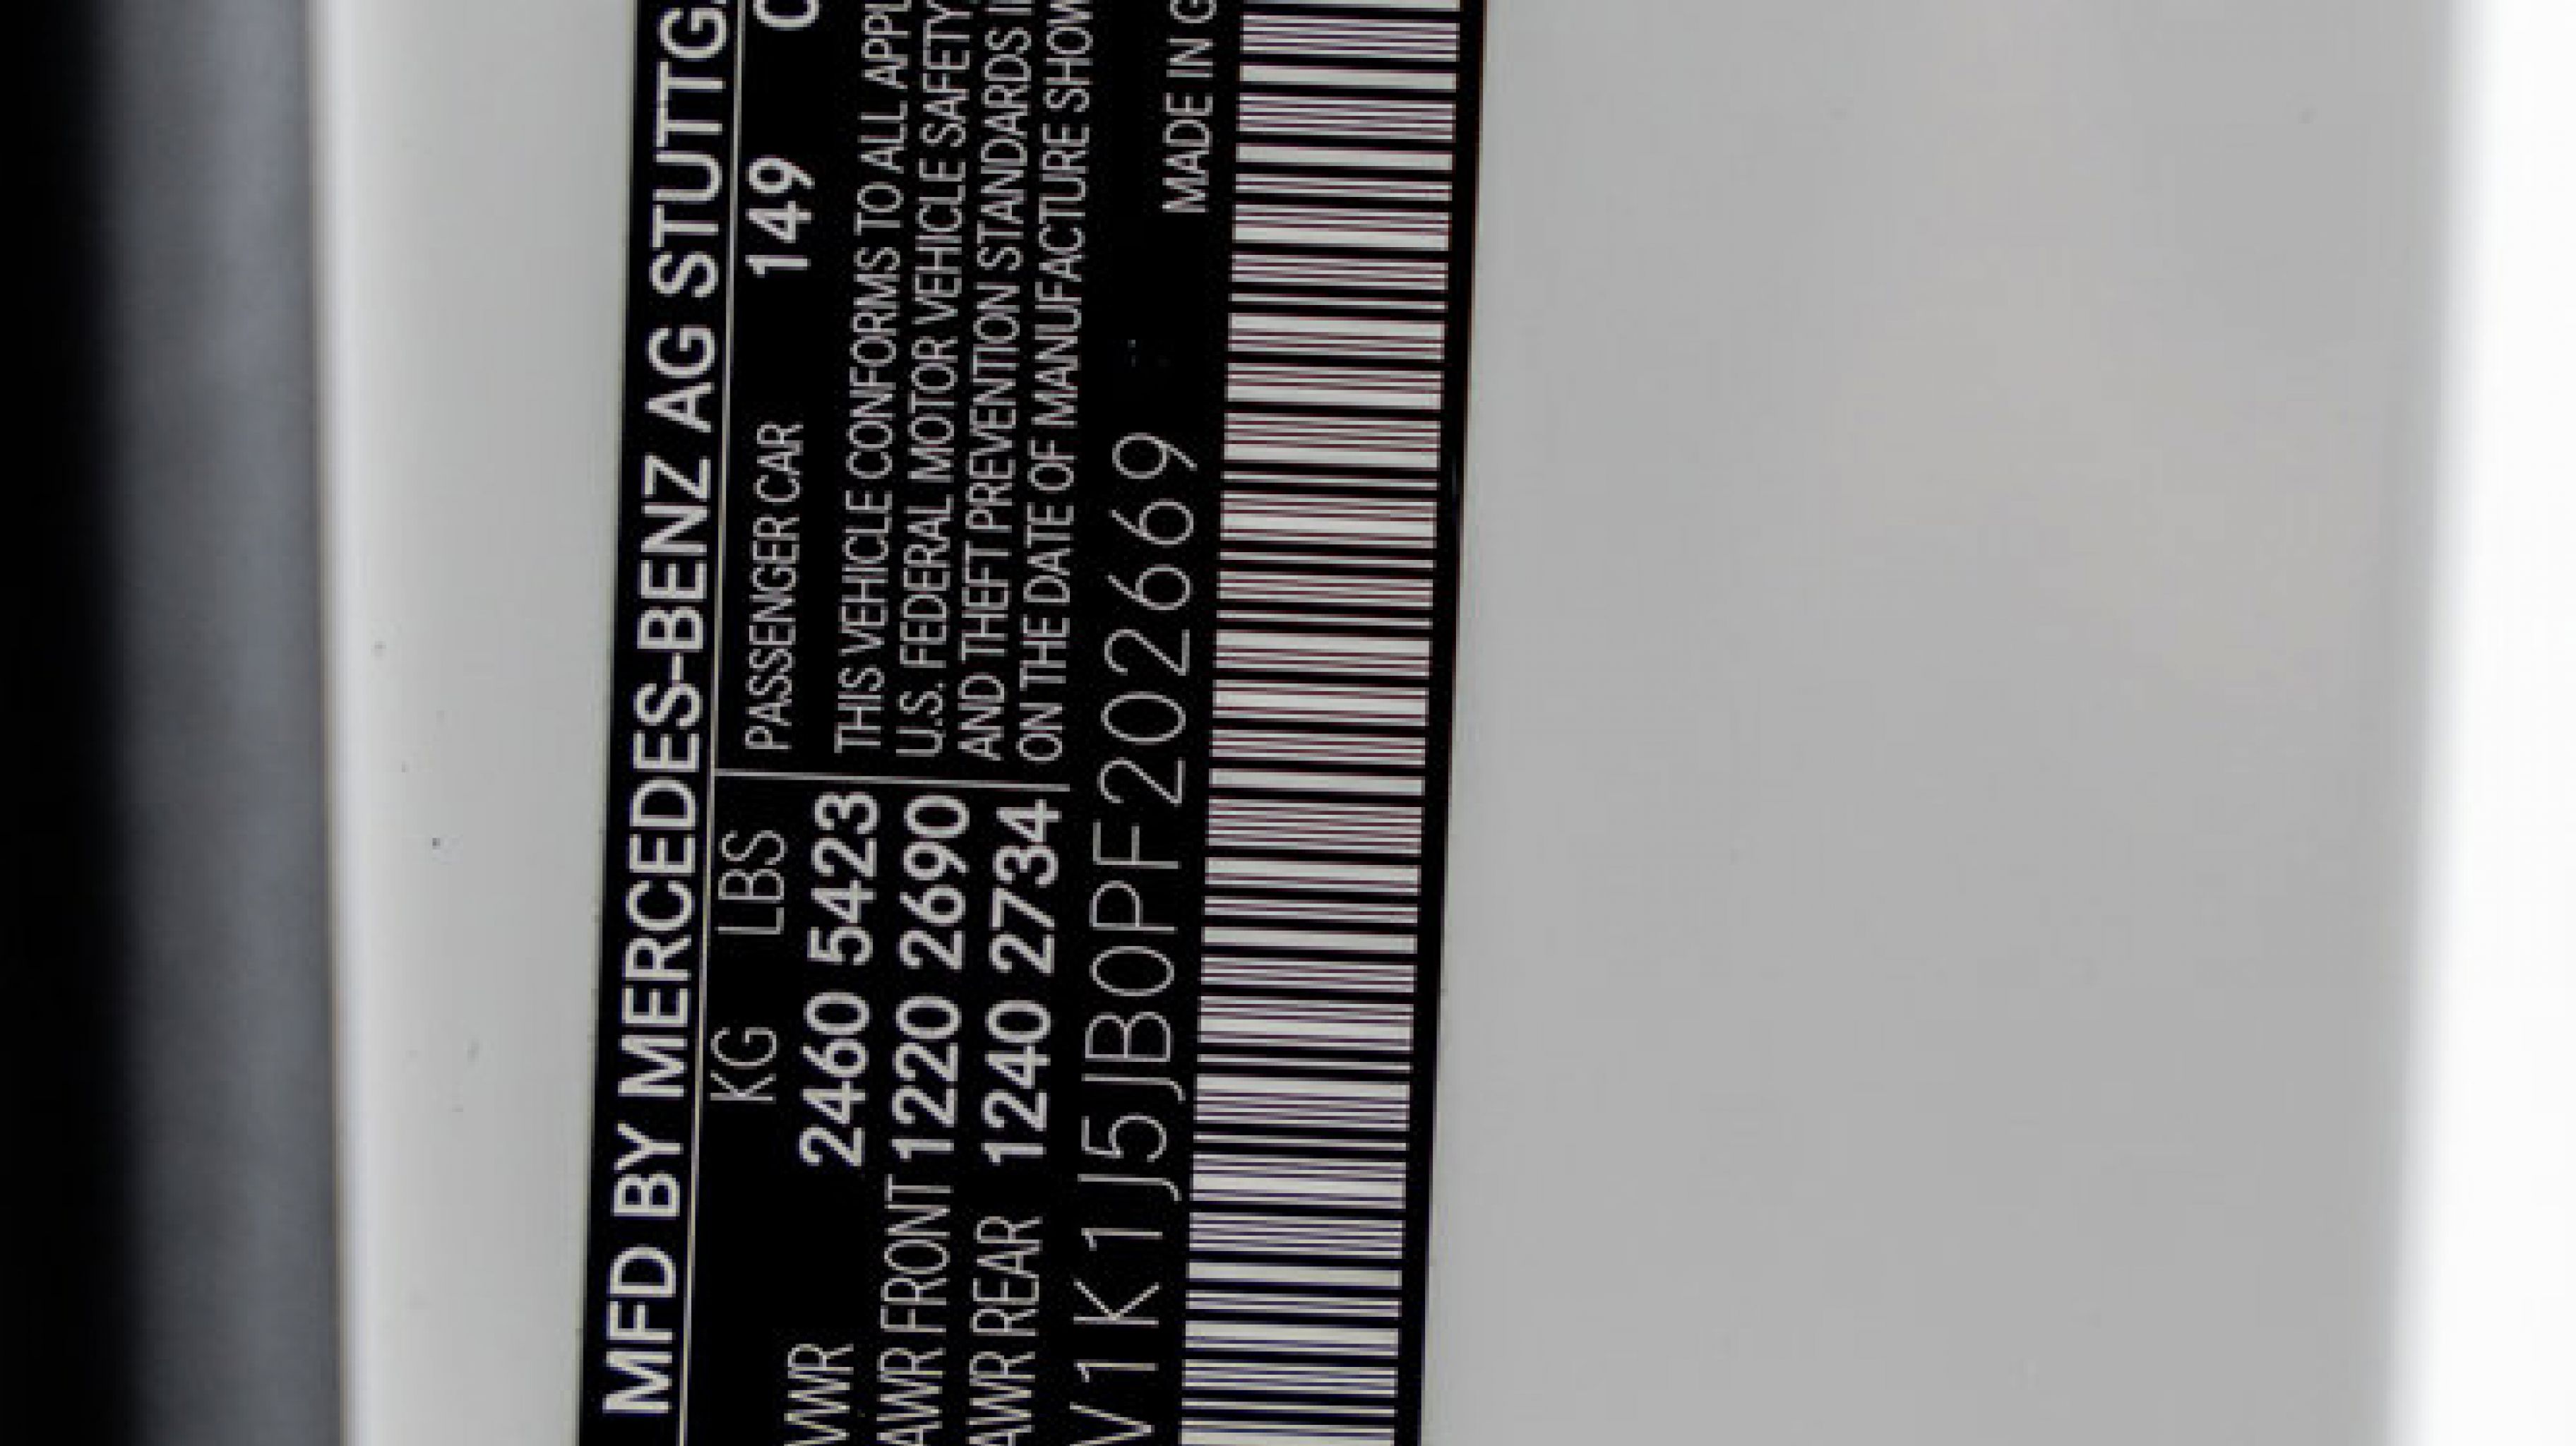 MFD BY MERCEDES-BENZ AG STUTTG
KG LBS
VWR 2460 5423
AWR FRONT 1220 2690
AWR REAR 1240 2734
PASSENGER CAR 149
THIS VEHICLE CONFORMS TO ALL APPL
U.S. FEDERAL MOTOR VEHICLE SAFETY
AND THEFT PREVENTION STANDARDS I
ON THE DATE OF MANUFACTURE SHOW
V1K1J5JB0PF202669
MADE IN G